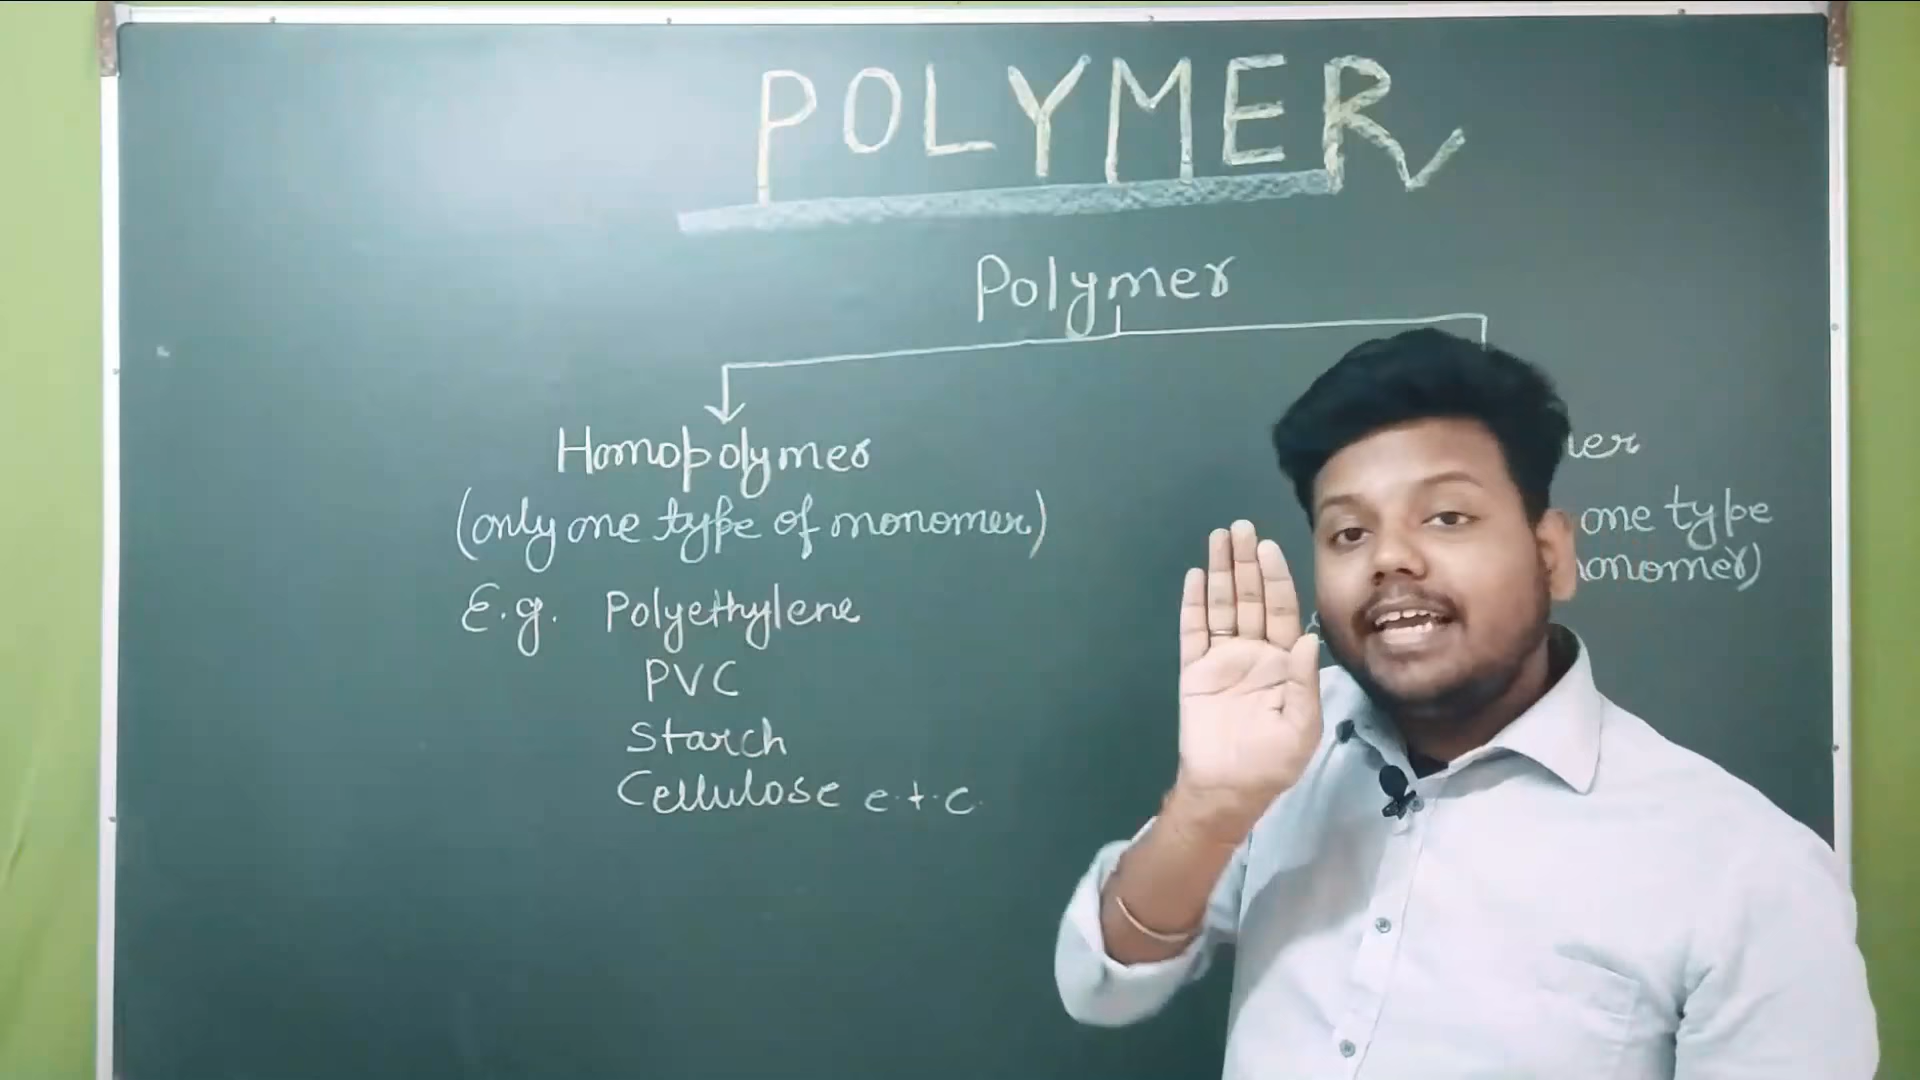 POLYMER
Polymer
Homopolymer
(only one type of monomer)
E.g. Polyethylene
PVC
Starch
Cellulose e.t.c.
one type